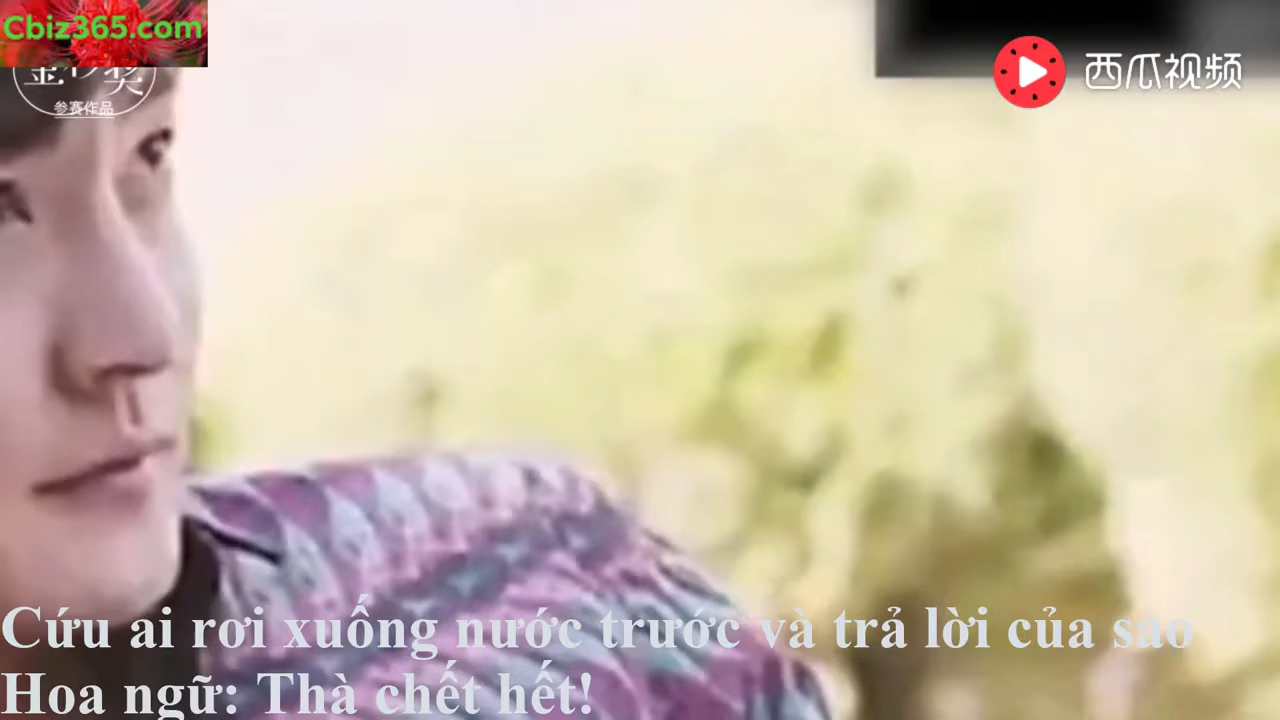 Cbiz365.com
西瓜视频
参赛作品
Cứu ai rơi xuống nước trước và trả lời của sao
Hoa ngữ: Thà chết hết!